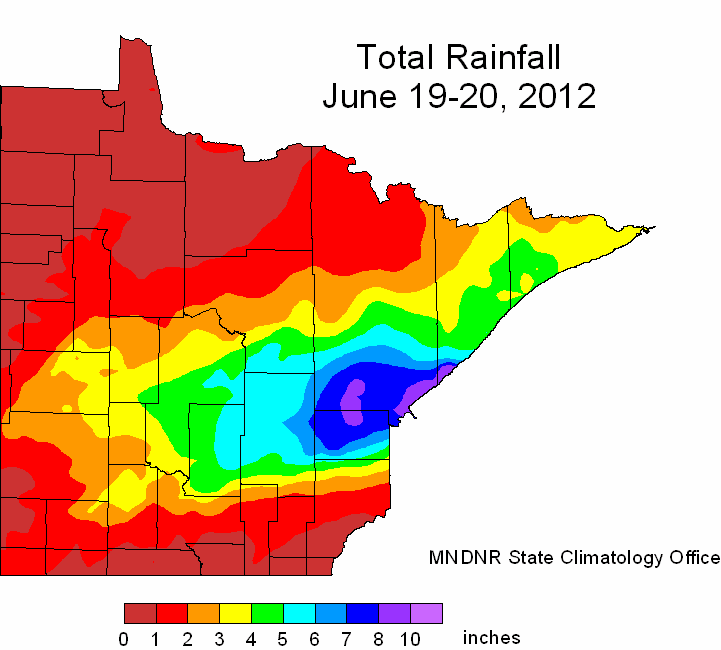 Total Rainfall
June 19-20, 2012
MNDNR State Climatology Office
0 1 2 3 4 5 6 7 8 10 inches